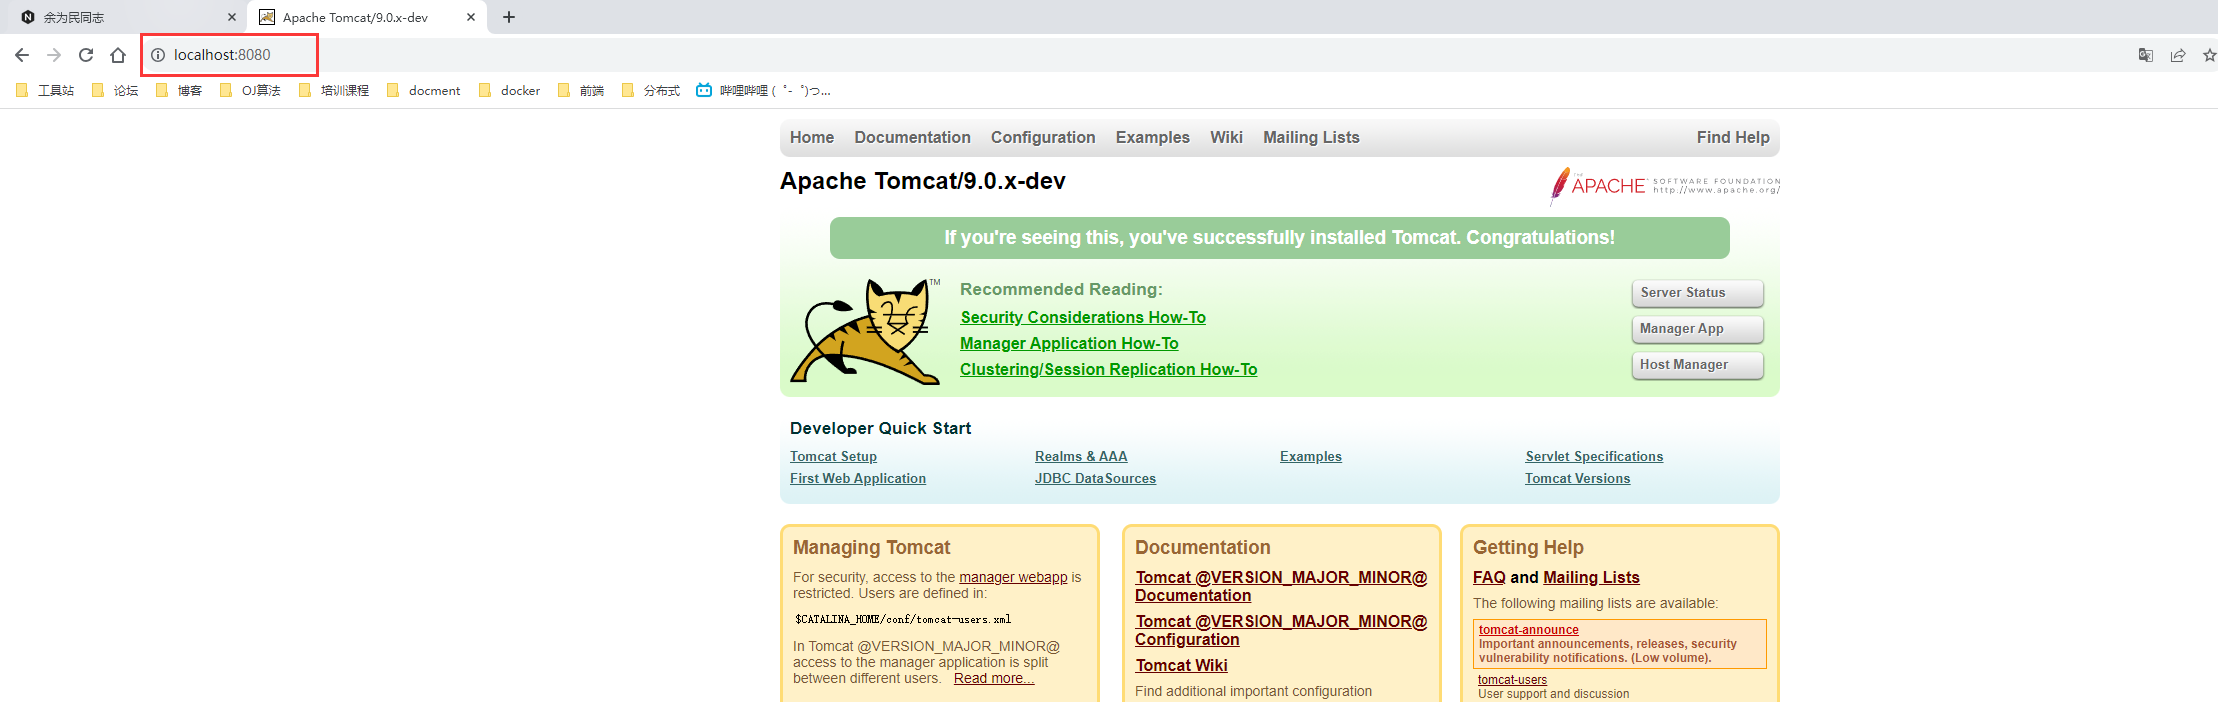 余为民同志
Apache Tomcat/9.0.x-dev
localhost:8080
工具站 论坛 博客 OJ算法 培训课程 docment docker 前端 分布式 哔哩哔哩 ( ゜- ゜)つ...
Home Documentation Configuration Examples Wiki Mailing Lists Find Help
Apache Tomcat/9.0.x-dev
THE
APACHE
SOFTWARE FOUNDATION
http://www.apache.org/
If you're seeing this, you've successfully installed Tomcat. Congratulations!
TM
Recommended Reading:
Security Considerations How-To
Manager Application How-To
Clustering/Session Replication How-To
Server Status
Manager App
Host Manager
Developer Quick Start
Tomcat Setup
First Web Application
Realms & AAA
JDBC DataSources
Examples
Servlet Specifications
Tomcat Versions
Managing Tomcat
For security, access to the manager webapp is
restricted. Users are defined in:
$CATALINA_HOME/conf/tomcat-users.xml
In Tomcat @VERSION_MAJOR_MINOR@
access to the manager application is split
between different users. Read more...
Documentation
Tomcat @VERSION_MAJOR_MINOR@
Documentation
Tomcat @VERSION_MAJOR_MINOR@
Configuration
Tomcat Wiki
Find additional important configuration
Getting Help
FAQ and Mailing Lists
The following mailing lists are available:
tomcat-announce
Important announcements, releases, security
vulnerability notifications. (Low volume).
tomcat-users
User support and discussion